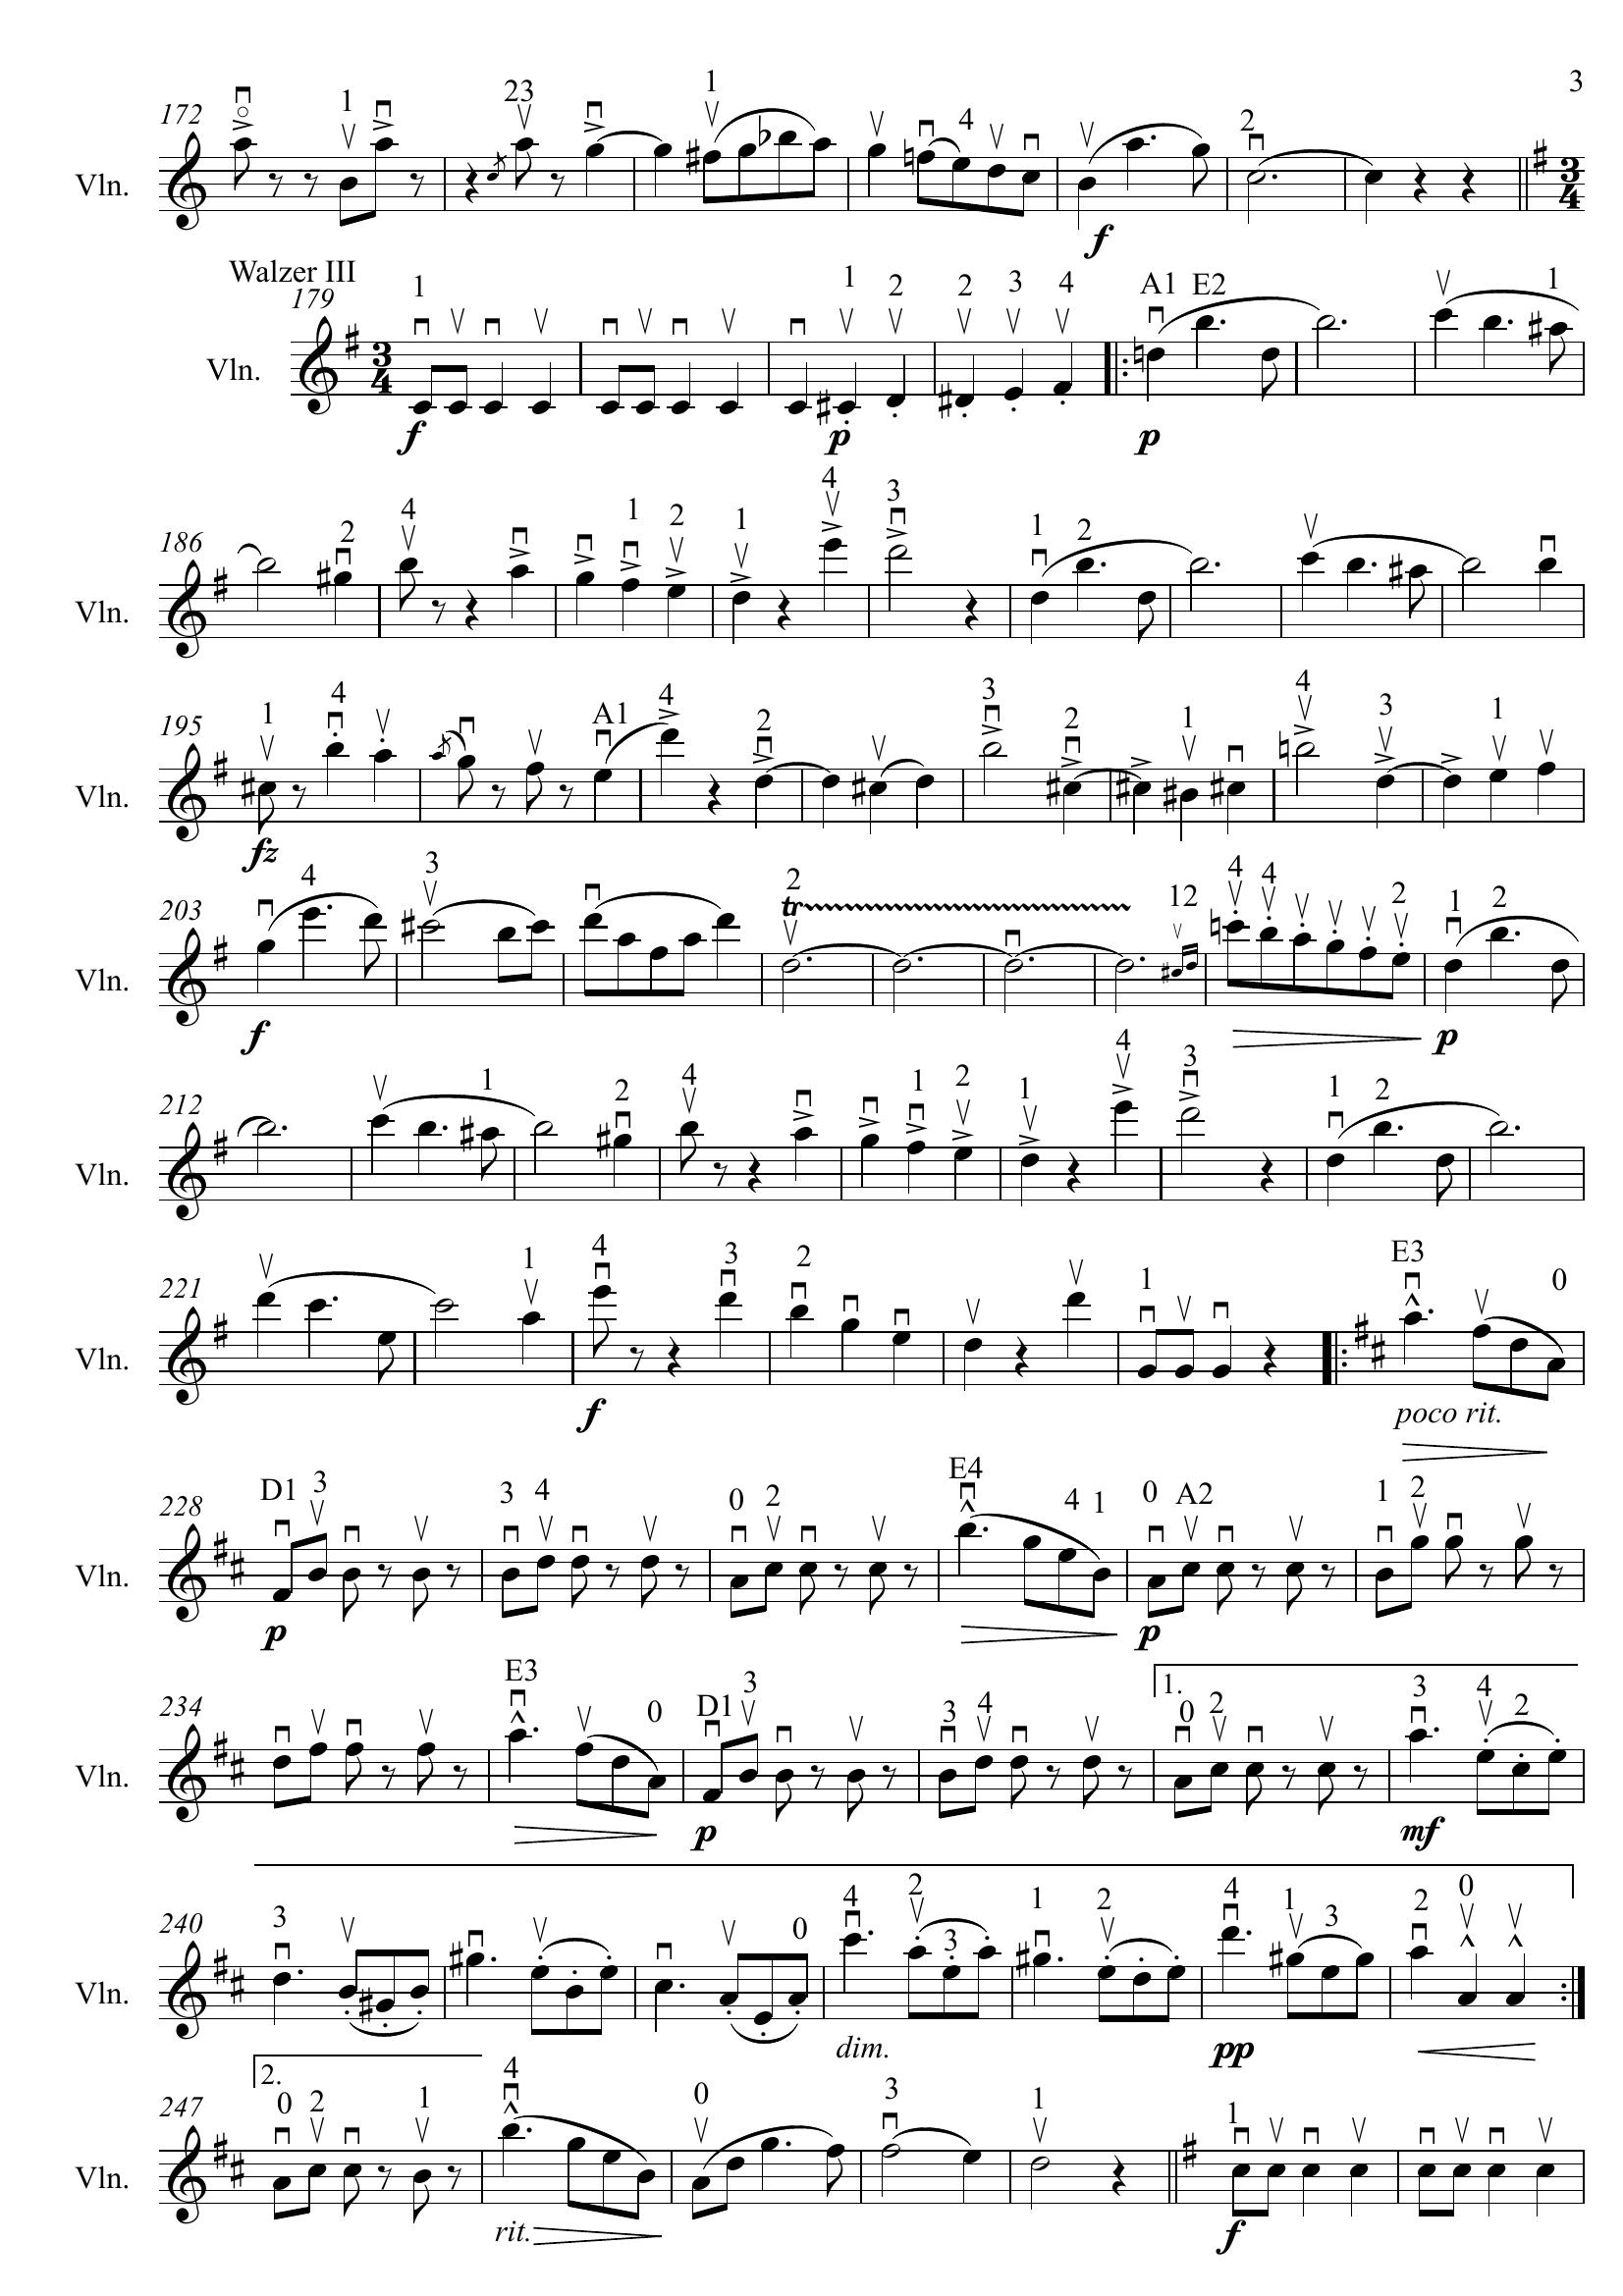 3
1 23 1 4 2
172
Vln. f 3 4
Walzer III
179
1 1 2 2 3 4 A1 E2 1
Vln. 3 4
f p p
2 4 1 2 1 4 3 1 2
186
Vln.
1 4 A1 4 2 3 2 1 4 3 1
195
Vln.
fz
4 3 2 12 4 4 2 1 2
203 tr
Vln.
f p
1 2 4 1 2 1 4 3 1 2
212
Vln.
1 4 3 2 1 E3 0
221
Vln.
f poco rit.
D1 3 3 4 0 2 E4 4 1 0 A2 1 2
228
Vln.
p p
E3 0 D1 3 3 4 1. 0 2 3 4 2
234
Vln.
p mf
3 0 4 2 3 1 2 4 1 3 2 0
240
Vln.
dim. pp
2. 0 2 1 4 0 3 1 1
247
Vln.
rit. f